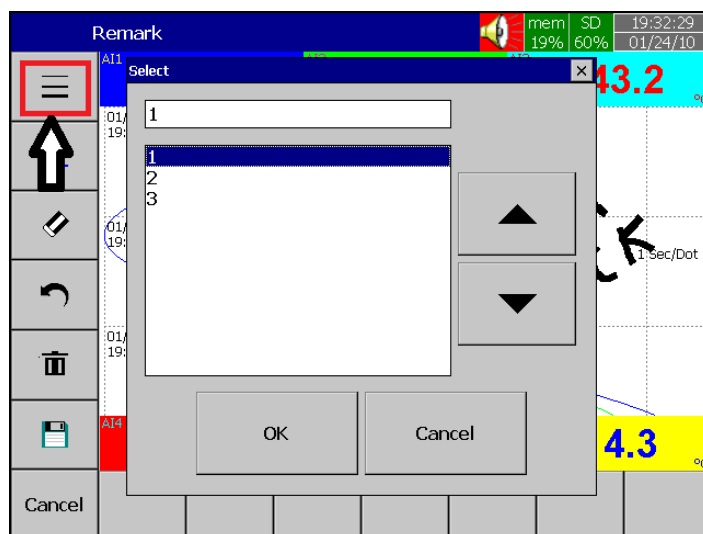 Remark
mem 19%
SD 60%
19:32:29
01/24/10
AI1
Select
43.2
01/
19:
1
1
2
3
01/
19:
1 Sec/Dot
01/
19:
AI4
OK
Cancel
4.3
Cancel